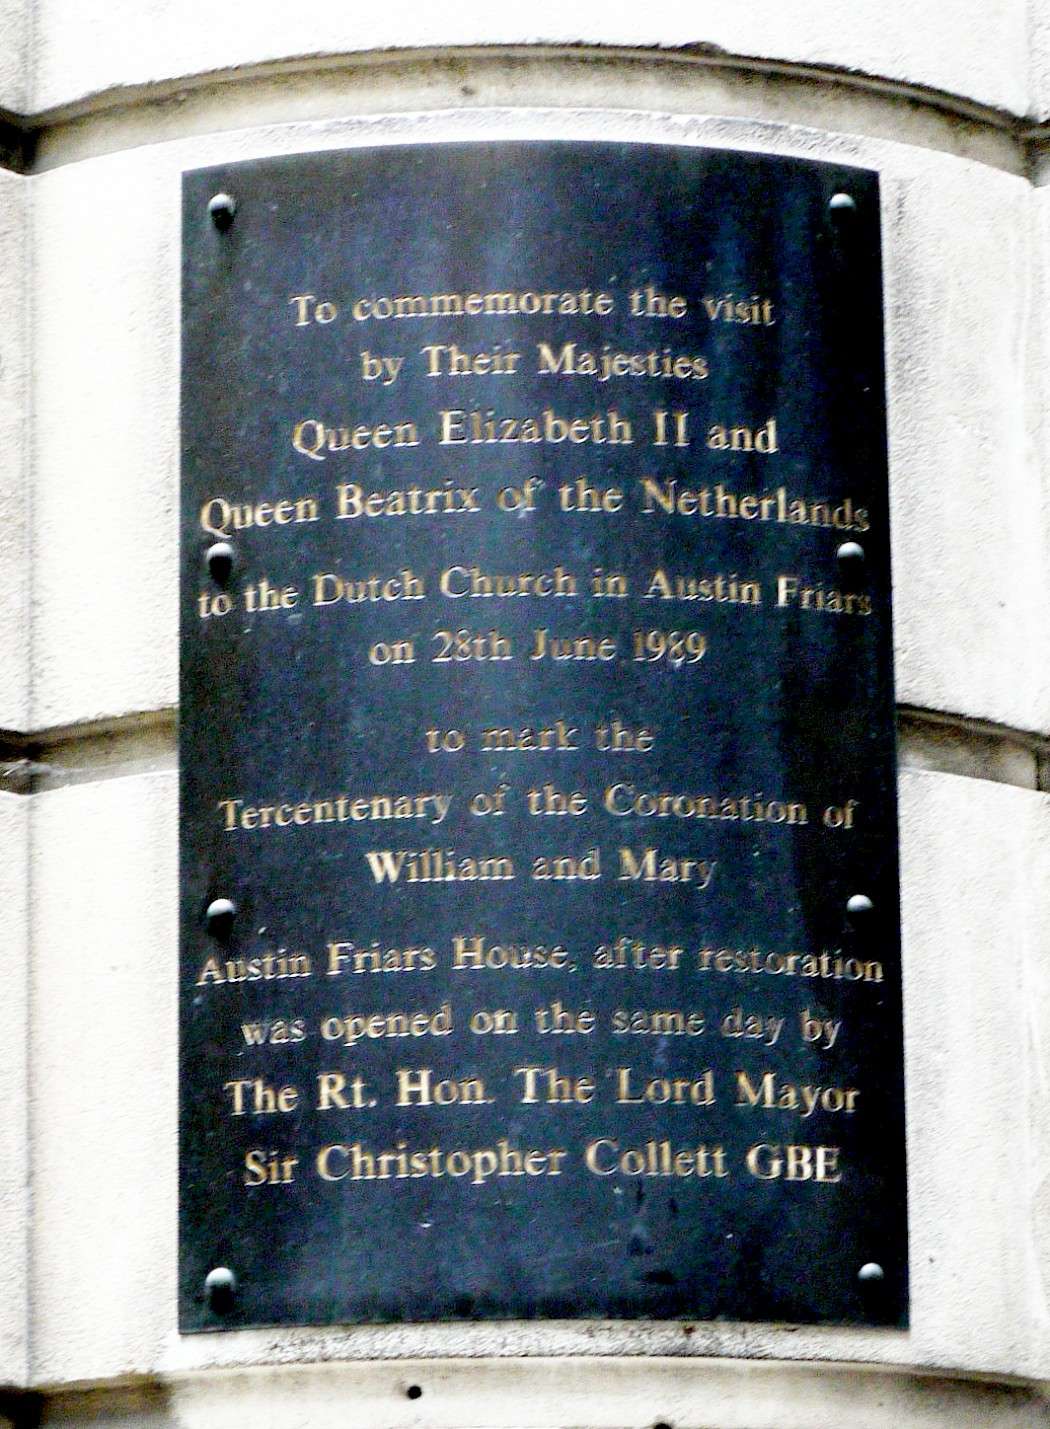 To commemorate the visit
by Their Majesties
Queen Elizabeth II and
Queen Beatrix of the Netherlands
to the Dutch Church in Austin Friars
on 28th June 1989
to mark the
Tercentenary of the Coronation of
William and Mary
Austin Friars House, after restoration
was opened on the same day by
The Rt. Hon. The Lord Mayor
Sir Christopher Collett GBE